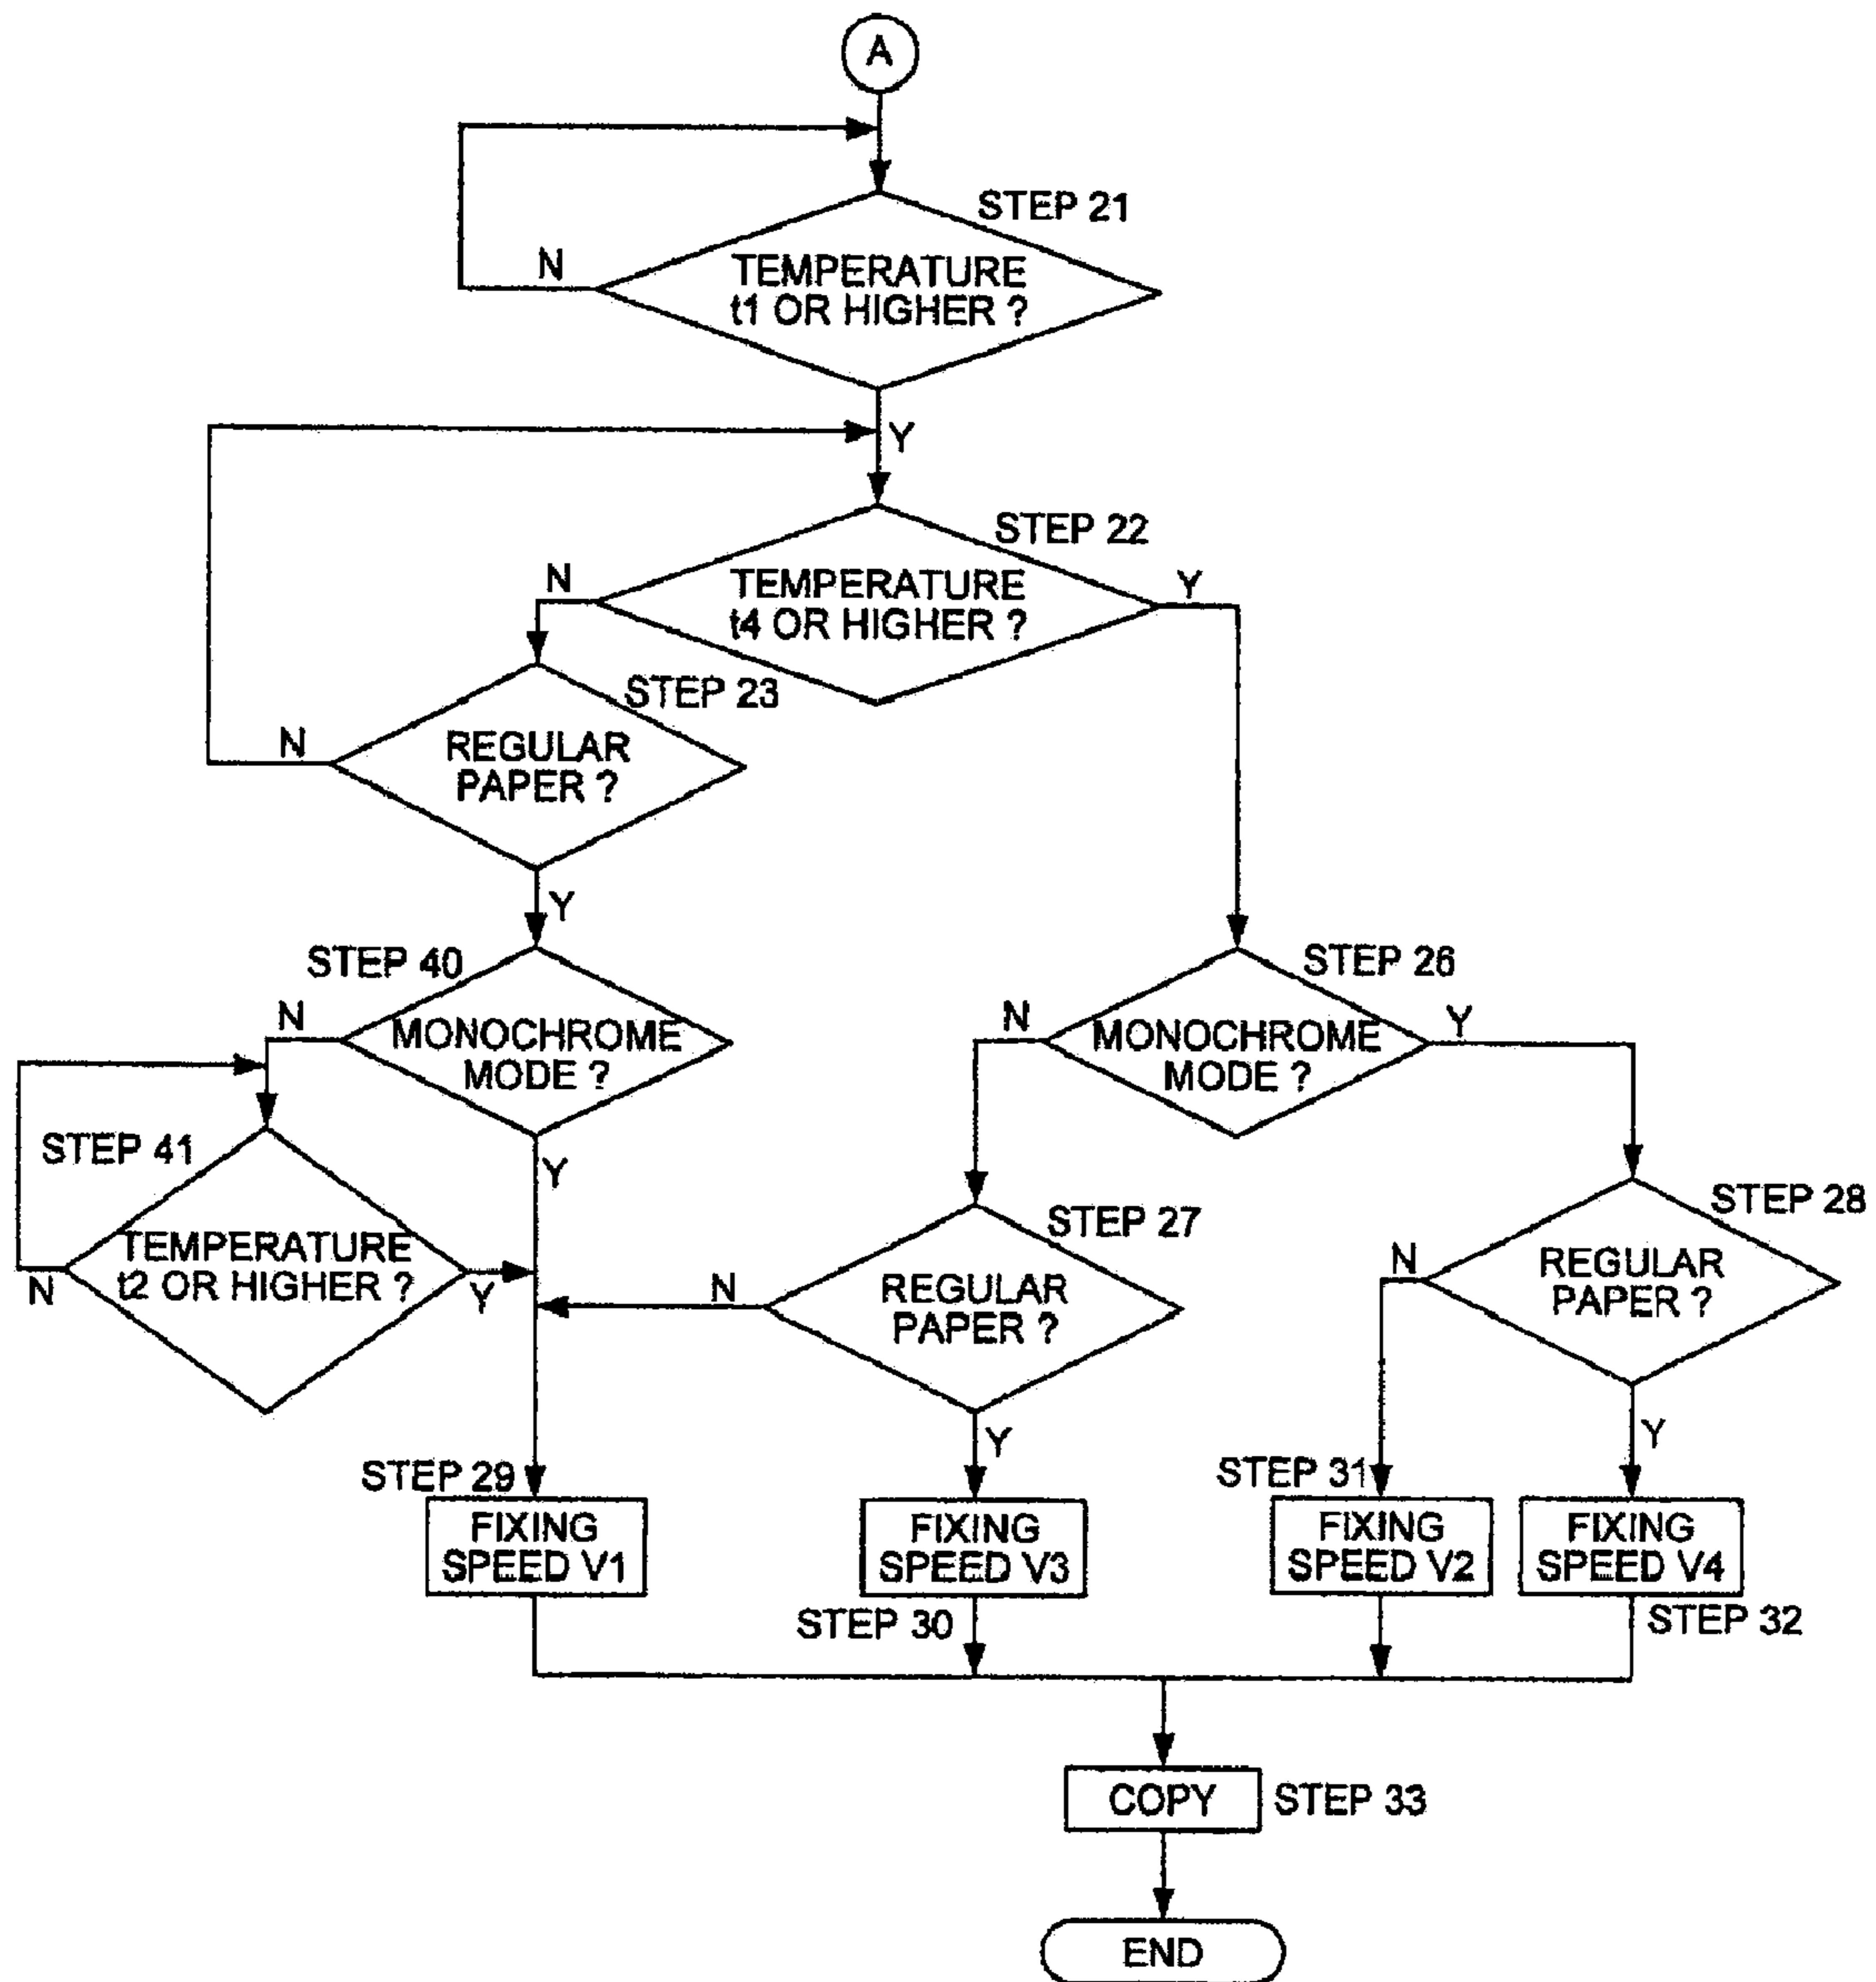 A
STEP 21
N
TEMPERATURE
t1 OR HIGHER ?
Y
STEP 22
N
TEMPERATURE
t4 OR HIGHER ?
Y
STEP 23
N
REGULAR
PAPER ?
Y
STEP 40
N
MONOCHROME
MODE ?
Y
STEP 26
N
MONOCHROME
MODE ?
Y
STEP 41
TEMPERATURE
t2 OR HIGHER ?
N
Y
STEP 27
N
REGULAR
PAPER ?
Y
STEP 28
N
REGULAR
PAPER ?
Y
STEP 29
FIXING
SPEED V1
FIXING
SPEED V3
STEP 30
STEP 31
FIXING
SPEED V2
FIXING
SPEED V4
STEP 32
COPY
STEP 33
END